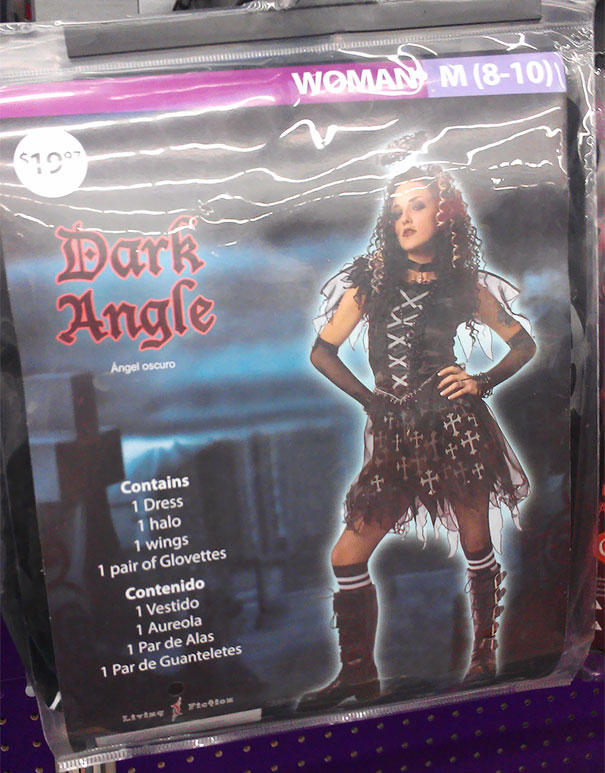 WOMAN M (8-10)
$19.97
Dark
Angle
Ángel oscuro
Contains
1 Dress
1 halo
1 wings
1 pair of Glovettes
Contenido
1 Vestido
1 Aureola
1 Par de Alas
1 Par de Guanteletes
Living Fiction